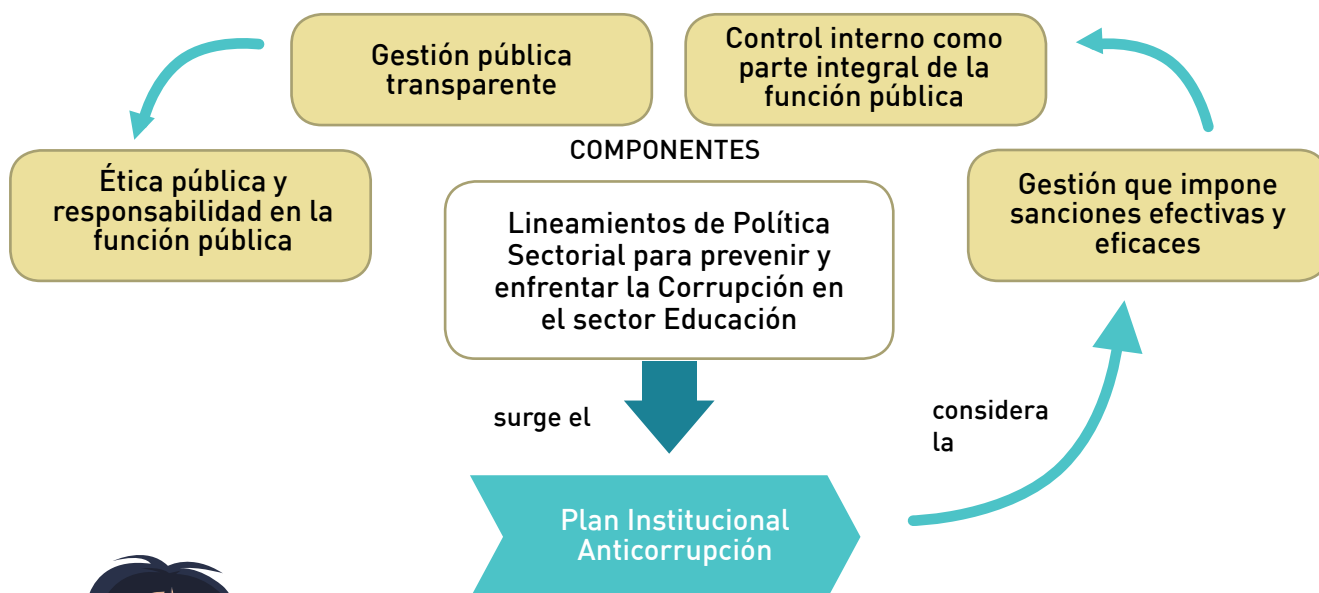 Gestión pública
transparente
Control interno como
parte integral de la
función pública
COMPONENTES
Ética pública y
responsabilidad en la
función pública
Lineamientos de Política
Sectorial para prevenir y
enfrentar la Corrupción en
el sector Educación
Gestión que impone
sanciones efectivas y
eficaces
surge el
considera
la
Plan Institucional
Anticorrupción